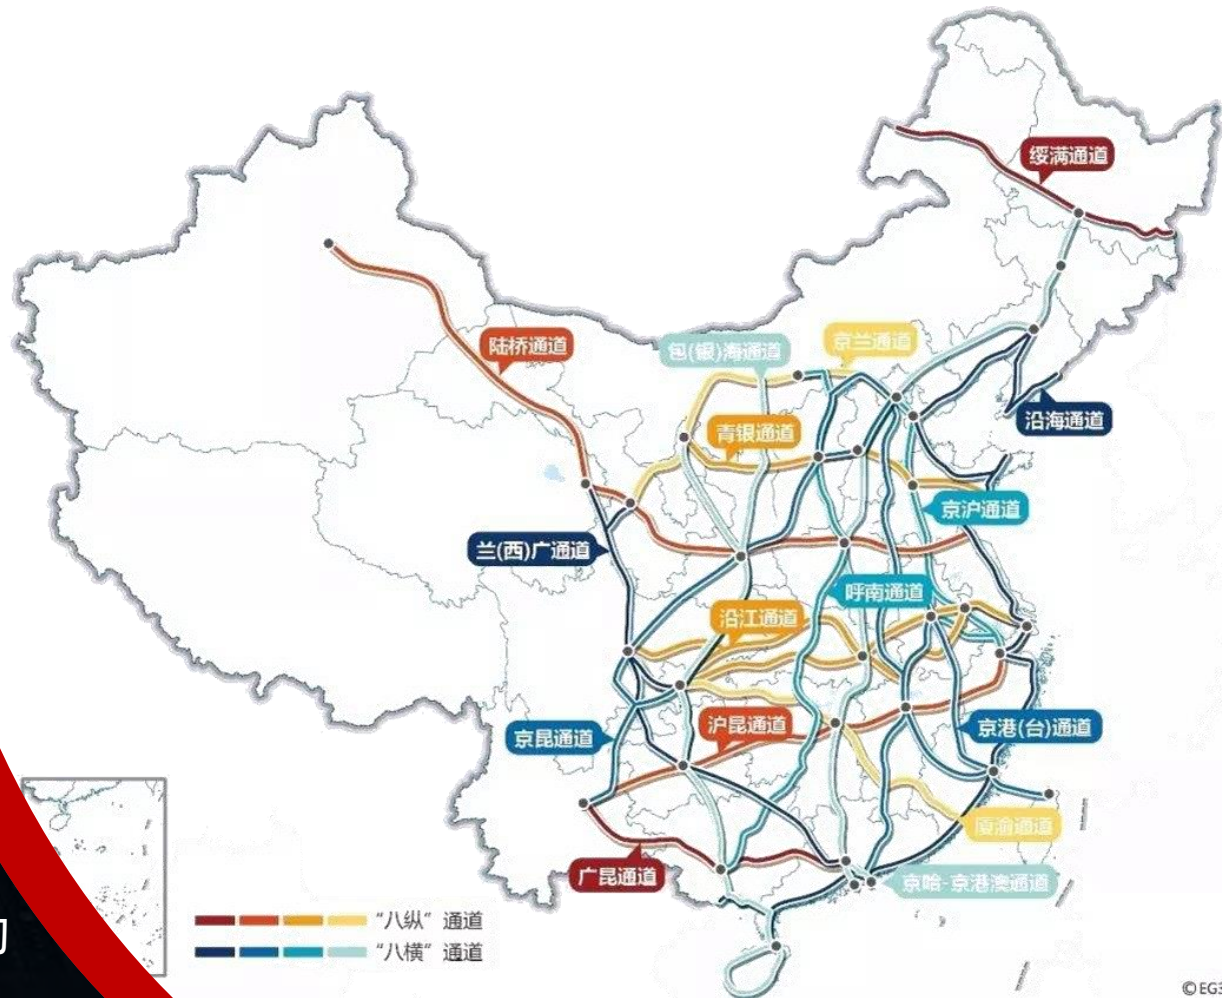 绥满通道
陆桥通道
包(银)海通道
京兰通道
沿海通道
青银通道
京沪通道
兰(西)广通道
呼南通道
沿江通道
京昆通道
沪昆通道
京港(台)通道
厦渝通道
广昆通道
京哈-京港澳通道
“八纵”通道
“八横”通道